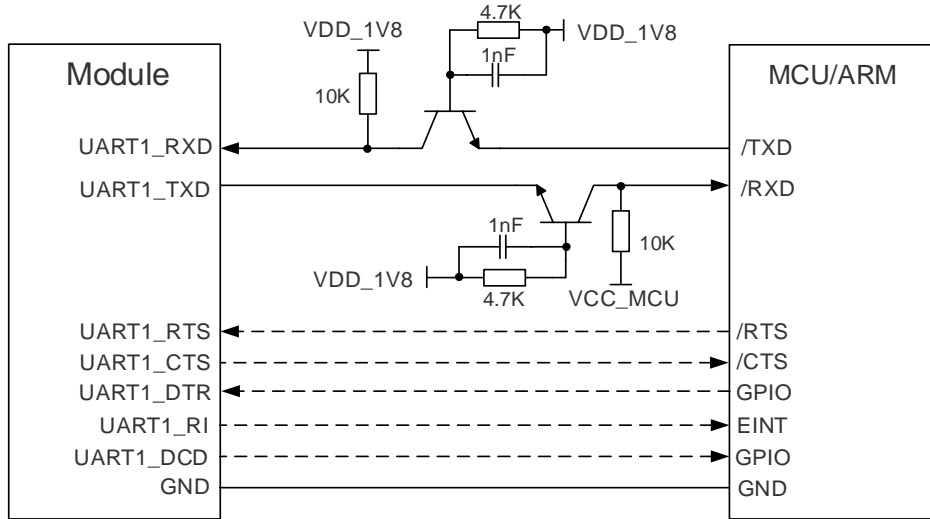 4.7K
VDD_1V8
VDD_1V8
1nF
Module
MCU/ARM
10K
UART1_RXD
/TXD
UART1_TXD
/RXD
1nF
10K
VDD_1V8
4.7K
VCC_MCU
UART1_RTS
/RTS
UART1_CTS
/CTS
UART1_DTR
GPIO
UART1_RI
EINT
UART1_DCD
GPIO
GND
GND